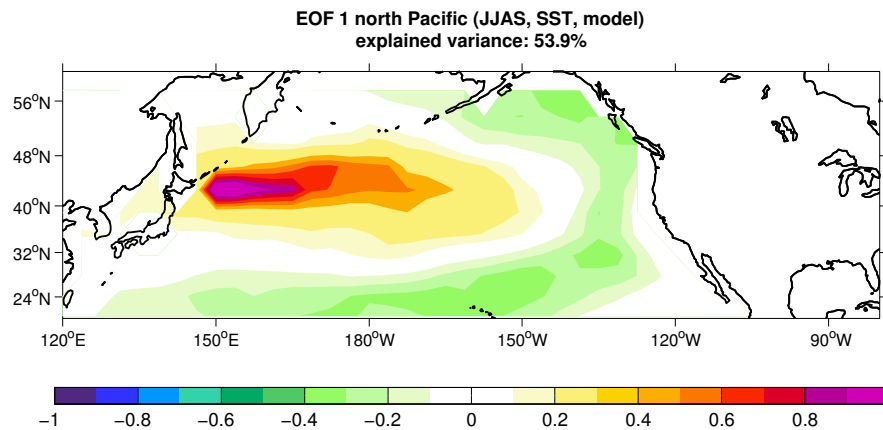 EOF 1 north Pacific (JJAS, SST, model)
explained variance: 53.9%
56°N
48°N
40°N
32°N
24°N
120°E 150°E 180°W 150°W 120°W 90°W
−1 −0.8 −0.6 −0.4 −0.2 0 0.2 0.4 0.6 0.8